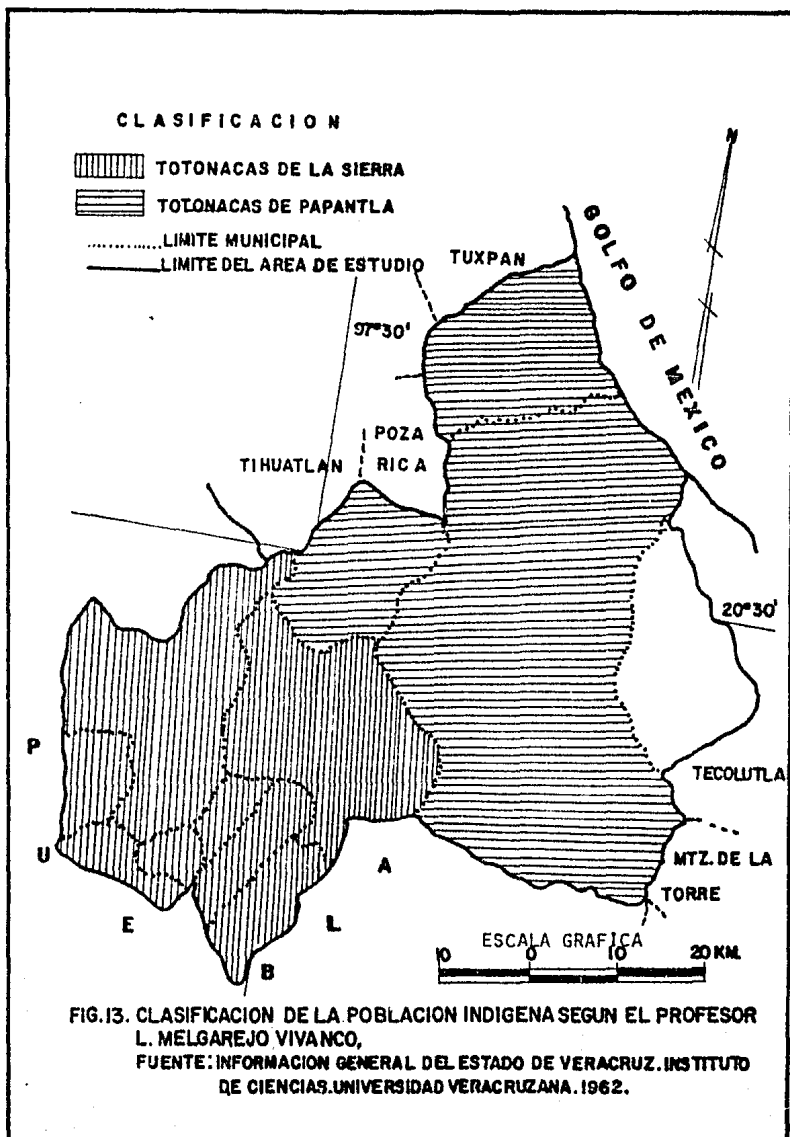 CLASIFICACION
TOTONACAS DE LA SIERRA
TOTONACAS DE PAPANTLA
..............LIMITE MUNICIPAL
LIMITE DEL AREA DE ESTUDIO
N
TUXPAN
GOLFO DE MEXICO
97°30'
POZA
RICA
TIHUATLAN
20°30'
TECOLUTLA
MTZ. DE LA
TORRE
P
U
E
B
L
A
ESCALA GRAFICA
10 0 10 20 KM.
FIG.13. CLASIFICACION DE LA POBLACION INDIGENA SEGUN EL PROFESOR
L. MELGAREJO VIVANCO,
FUENTE: INFORMACION GENERAL DEL ESTADO DE VERACRUZ. INSTITUTO
DE CIENCIAS.UNIVERSIDAD VERACRUZANA. 1962.